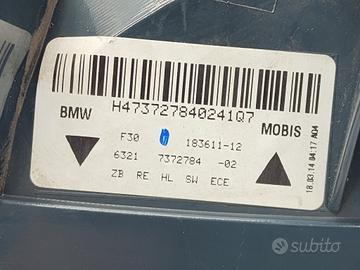 H473727840241Q7
BMW
MOBIS
F30 183611-12
6321 7372784 -02
ZB RE HL SW ECE
18.03.14 04:17 A04
subito